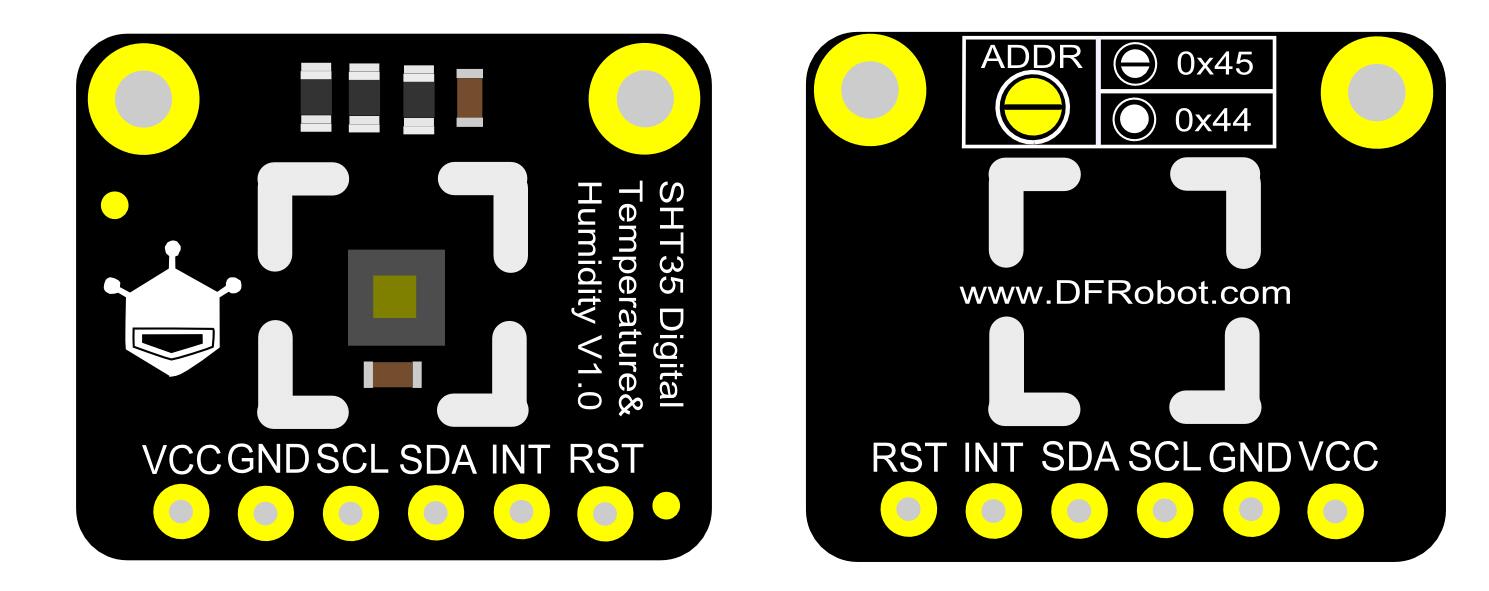 SHT35 Digital
Temperature&
Humidity V1.0
VCC GND SCL SDA INT RST
ADDR
0x45
0x44
www.DFRobot.com
RST INT SDA SCL GND VCC